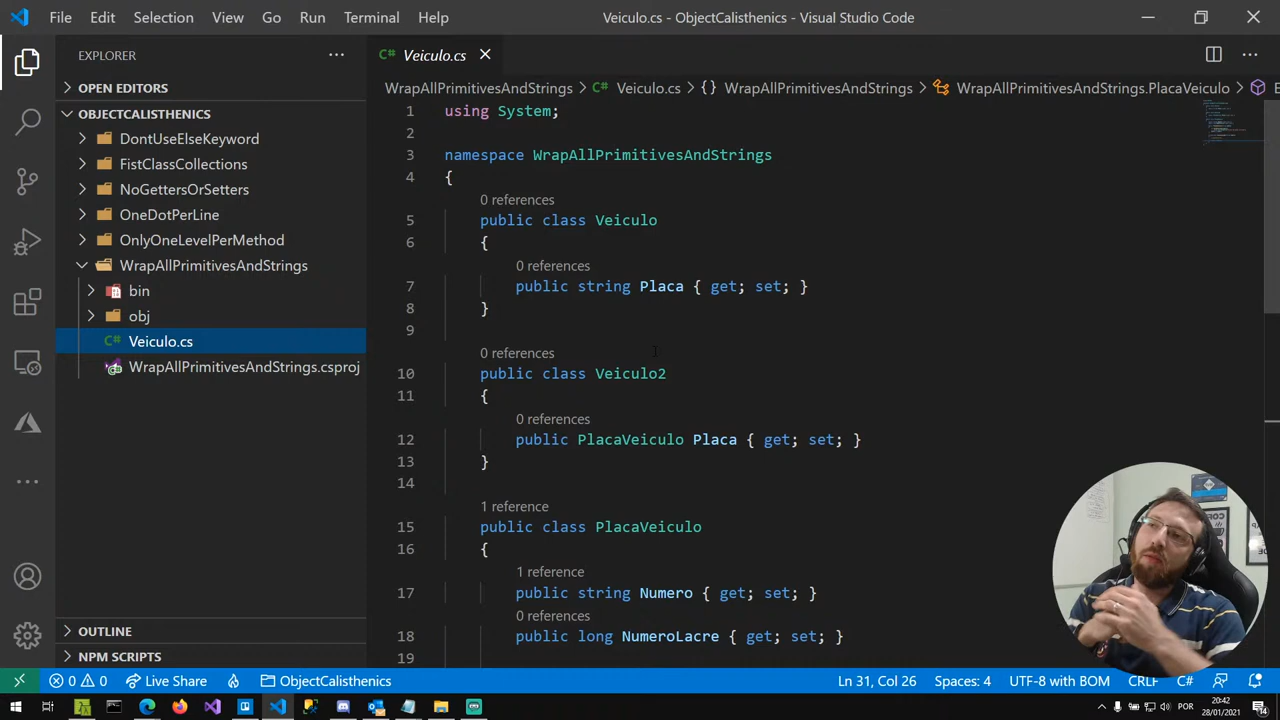 File Edit Selection View Go Run Terminal Help Veiculo.cs - ObjectCalisthenics - Visual Studio Code
EXPLORER
OPEN EDITORS
OBJECTCALISTHENICS
DontUseElseKeyword
FistClassCollections
NoGettersOrSetters
OneDotPerLine
OnlyOneLevelPerMethod
WrapAllPrimitivesAndStrings
bin
obj
C# Veiculo.cs
WrapAllPrimitivesAndStrings.csproj
OUTLINE
NPM SCRIPTS
C# Veiculo.cs
WrapAllPrimitivesAndStrings > C# Veiculo.cs > {} WrapAllPrimitivesAndStrings > WrapAllPrimitivesAndStrings.PlacaVeiculo >
1 using System;
2
3 namespace WrapAllPrimitivesAndStrings
4 {
0 references
5 public class Veiculo
6 {
0 references
7 public string Placa { get; set; }
8 }
9
0 references
10 public class Veiculo2
11 {
0 references
12 public PlacaVeiculo Placa { get; set; }
13 }
14
1 reference
15 public class PlacaVeiculo
16 {
1 reference
17 public string Numero { get; set; }
0 references
18 public long NumeroLacre { get; set; }
19
0 0 Live Share ObjectCalisthenics Ln 31, Col 26 Spaces: 4 UTF-8 with BOM CRLF C#
POR 20:42 28/01/2021 14